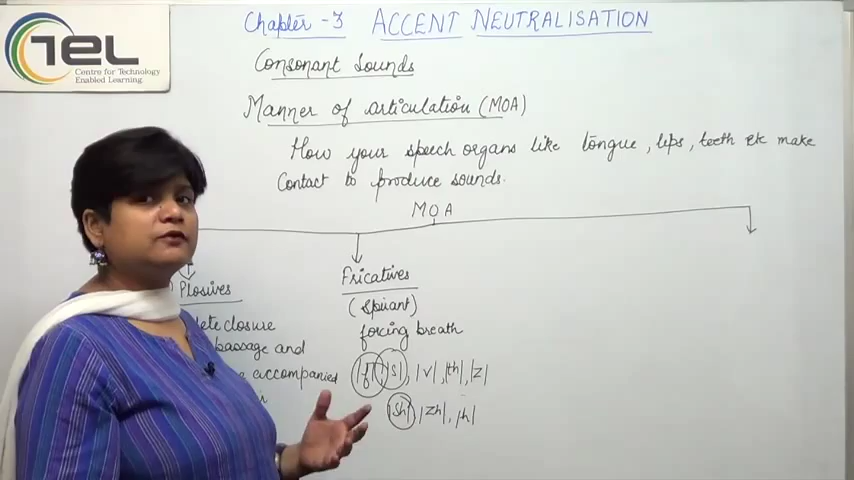 TEL
Centre for Technology
Enabled Learning
Chapter-3 ACCENT NEUTRALISATION
Consonant Sounds
Manner of articulation (MOA)
How your speech organs like tongue, lips, teeth etc make
Contact to produce sounds.
MOA
Plosives
closure
passage and
accompanied
Fricatives
(Spirant)
forcing breath
|f|, |s|, |v|, |th|, |z|
|Sh|, |Zh|, |h|